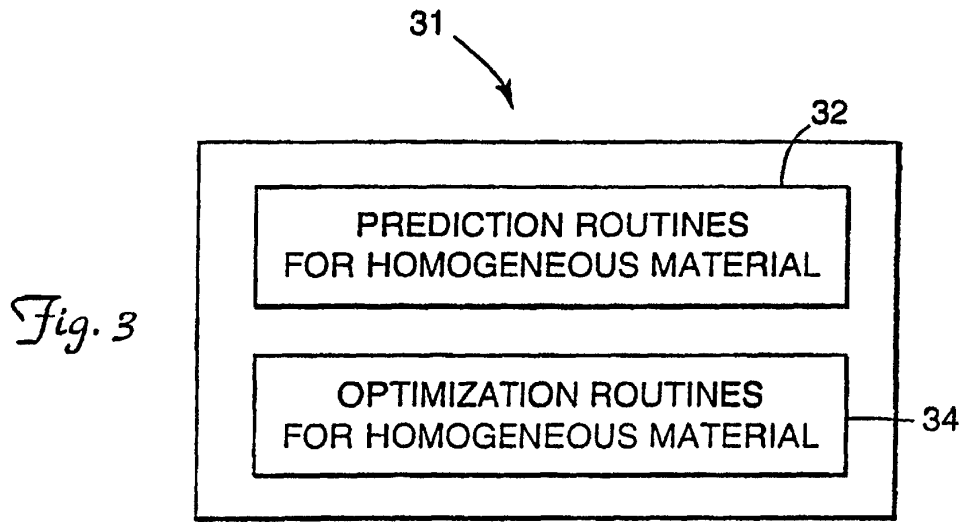 31
32
PREDICTION ROUTINES
FOR HOMOGENEOUS MATERIAL
Fig. 3
OPTIMIZATION ROUTINES
FOR HOMOGENEOUS MATERIAL
34